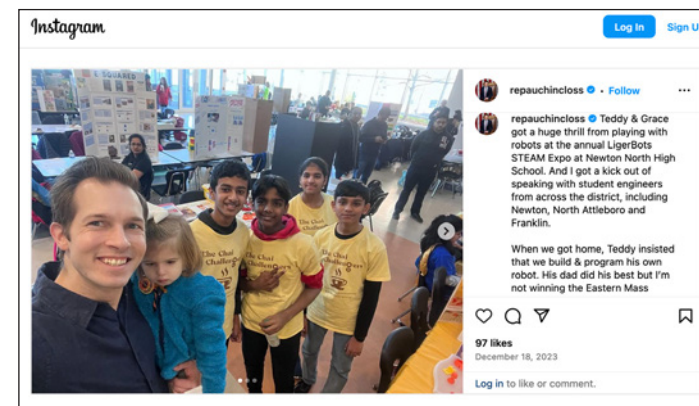 Instagram
Log In
Sign U
repauchincloss • Follow
...
repauchincloss Teddy & Grace
got a huge thrill from playing with
robots at the annual LigerBots
STEAM Expo at Newton North High
School. And I got a kick out of
speaking with student engineers
from across the district, including
Newton, North Attleboro and
Franklin.
When we got home, Teddy insisted
that we build & program his own
robot. His dad did his best but I'm
not winning the Eastern Mass
97 likes
December 18, 2023
Log in to like or comment.
E-SQUARED
The Chai
Challengers
The Chai
Challengers
The Chai
Challengers